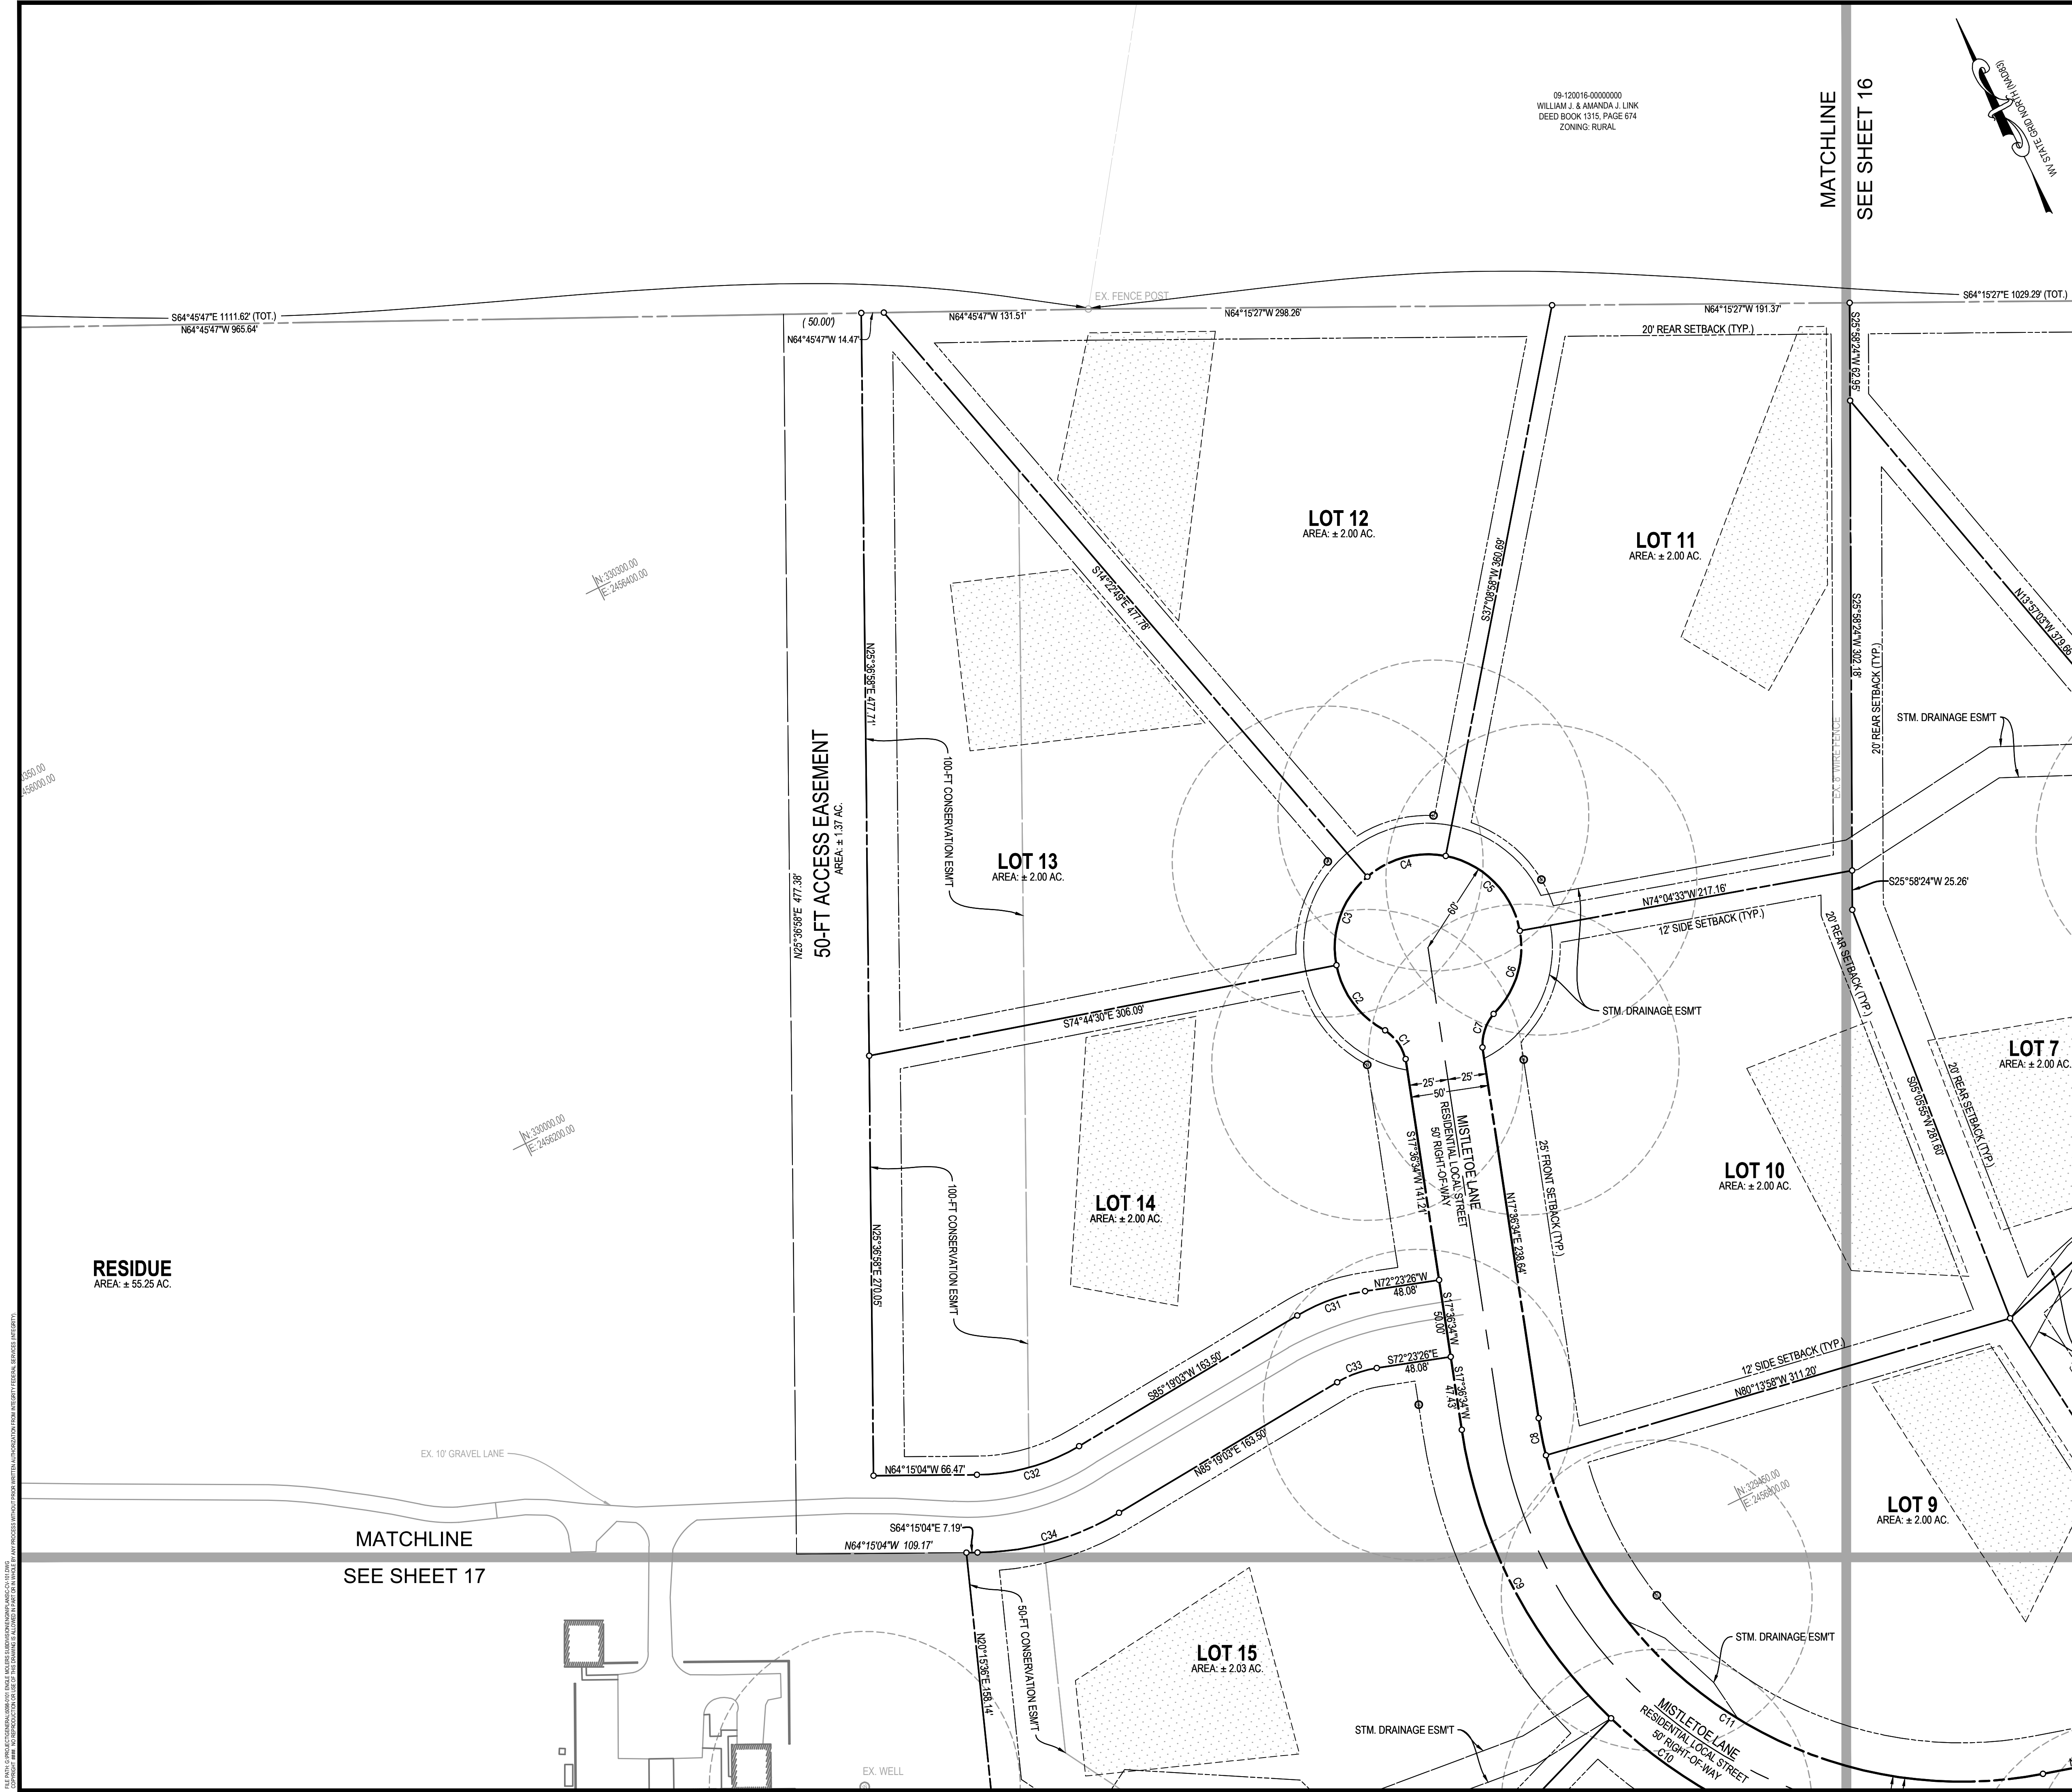 09-120016-00000000
WILLIAM J. & AMANDA J. LINK
DEED BOOK 1315, PAGE 674
ZONING: RURAL
MATCHLINE
SEE SHEET 16
WV STATE GRID NORTH (NAD83)
EX. FENCE POST
S64°45'47"E 1111.62' (TOT.)
N64°45'47"W 965.64'
( 50.00')
N64°45'47"W 14.47'
N64°45'47"W 131.51'
N64°15'27"W 298.26'
N64°15'27"W 191.37'
S64°15'27"E 1029.29' (TOT.)
20' REAR SETBACK (TYP.)
S25°58'24"W 62.95'
LOT 12
AREA: ± 2.00 AC.
LOT 11
AREA: ± 2.00 AC.
N:330300.00
E: 2456400.00
S14°22'49"E 477.78'
S37°08'58"W 360.69'
S25°58'24"W 302.18'
N13°57'03"W 379.66'
N25°36'58"E 477.71'
20' REAR SETBACK (TYP.)
STM. DRAINAGE ESM'T
EX. 8' WIRE FENCE
100-FT CONSERVATION ESM'T
50-FT ACCESS EASEMENT
AREA: ± 1.37 AC.
N25°36'58"E 477.38'
LOT 13
AREA: ± 2.00 AC.
C4
C5
C3
60'
S25°58'24"W 25.26'
N74°04'33"W 217.16'
12' SIDE SETBACK (TYP.)
20' REAR SETBACK (TYP.)
C6
C2
S74°44'30"E 306.09'
STM. DRAINAGE ESM'T
C7
C1
LOT 7
AREA: ± 2.00 AC.
25'
25'
50'
MISTLETOE LANE
RESIDENTIAL LOCAL STREET
50' RIGHT-OF-WAY
S17°36'34"W 141.21'
25' FRONT SETBACK (TYP.)
N17°36'34"E 238.64'
S05°05'55"W 281.60'
20' REAR SETBACK (TYP.)
N:330000.00
E: 2456200.00
LOT 10
AREA: ± 2.00 AC.
LOT 14
AREA: ± 2.00 AC.
100-FT CONSERVATION ESM'T
N25°36'58"E 270.05'
RESIDUE
AREA: ± 55.25 AC.
N72°23'26"W
48.08'
C31
S17°36'34"W
50.00'
S72°23'26"E
48.08'
C33
S17°36'34"W
47.43'
S85°19'03"W 163.50'
N85°19'03"E 163.50'
12' SIDE SETBACK (TYP.)
N80°13'58"W 311.20'
C8
EX. 10' GRAVEL LANE
N64°15'04"W 66.47'
C32
N:329450.00
E: 2456800.00
LOT 9
AREA: ± 2.00 AC.
S64°15'04"E 7.19'
C34
N64°15'04"W 109.17'
MATCHLINE
SEE SHEET 17
C9
N20°15'36"E 158.14'
50-FT CONSERVATION ESM'T
LOT 15
AREA: ± 2.03 AC.
STM. DRAINAGE ESM'T
STM. DRAINAGE ESM'T
C11
MISTLETOE LANE
RESIDENTIAL LOCAL STREET
50' RIGHT-OF-WAY
C10
EX. WELL